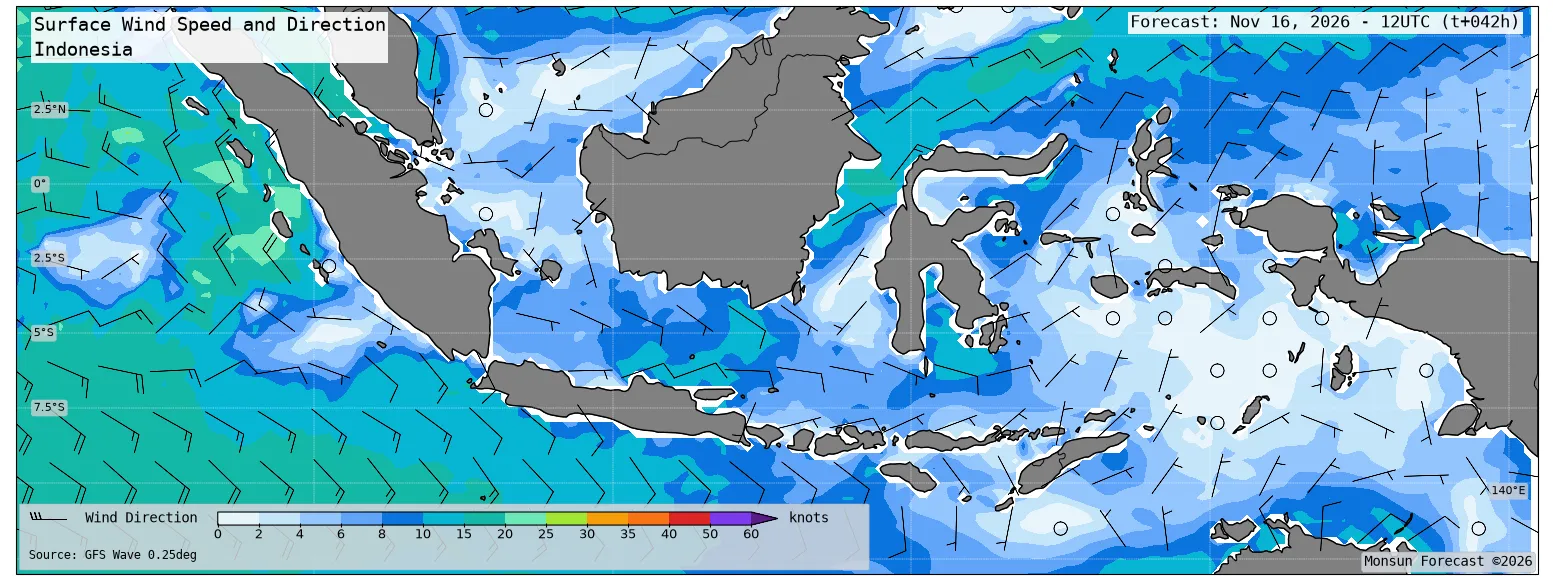 Surface Wind Speed and Direction
Indonesia
Forecast: Nov 16, 2026 - 12UTC (t+042h)
2.5°N
0°
2.5°S
5°S
7.5°S
140°E
Wind Direction
0 2 4 6 8 10 15 20 25 30 35 40 50 60
knots
Source: GFS Wave 0.25deg
Monsun Forecast ©2026